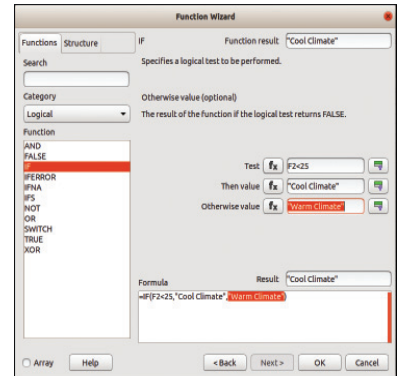 Function Wizard
Functions Structure
IF Function result "Cool Climate"
Search
Specifies a logical test to be performed.
Category
Otherwise value (optional)
Logical
The result of the function if the logical test returns FALSE.
Function
AND
FALSE
IF
IFERROR
IFNA
IFS
NOT
OR
SWITCH
TRUE
XOR
Test fx F2<25
Then value fx "Cool Climate"
Otherwise value fx "Warm Climate"
Formula Result "Cool Climate"
=IF(F2<25,"Cool Climate","Warm Climate")
Array Help < Back Next > OK Cancel